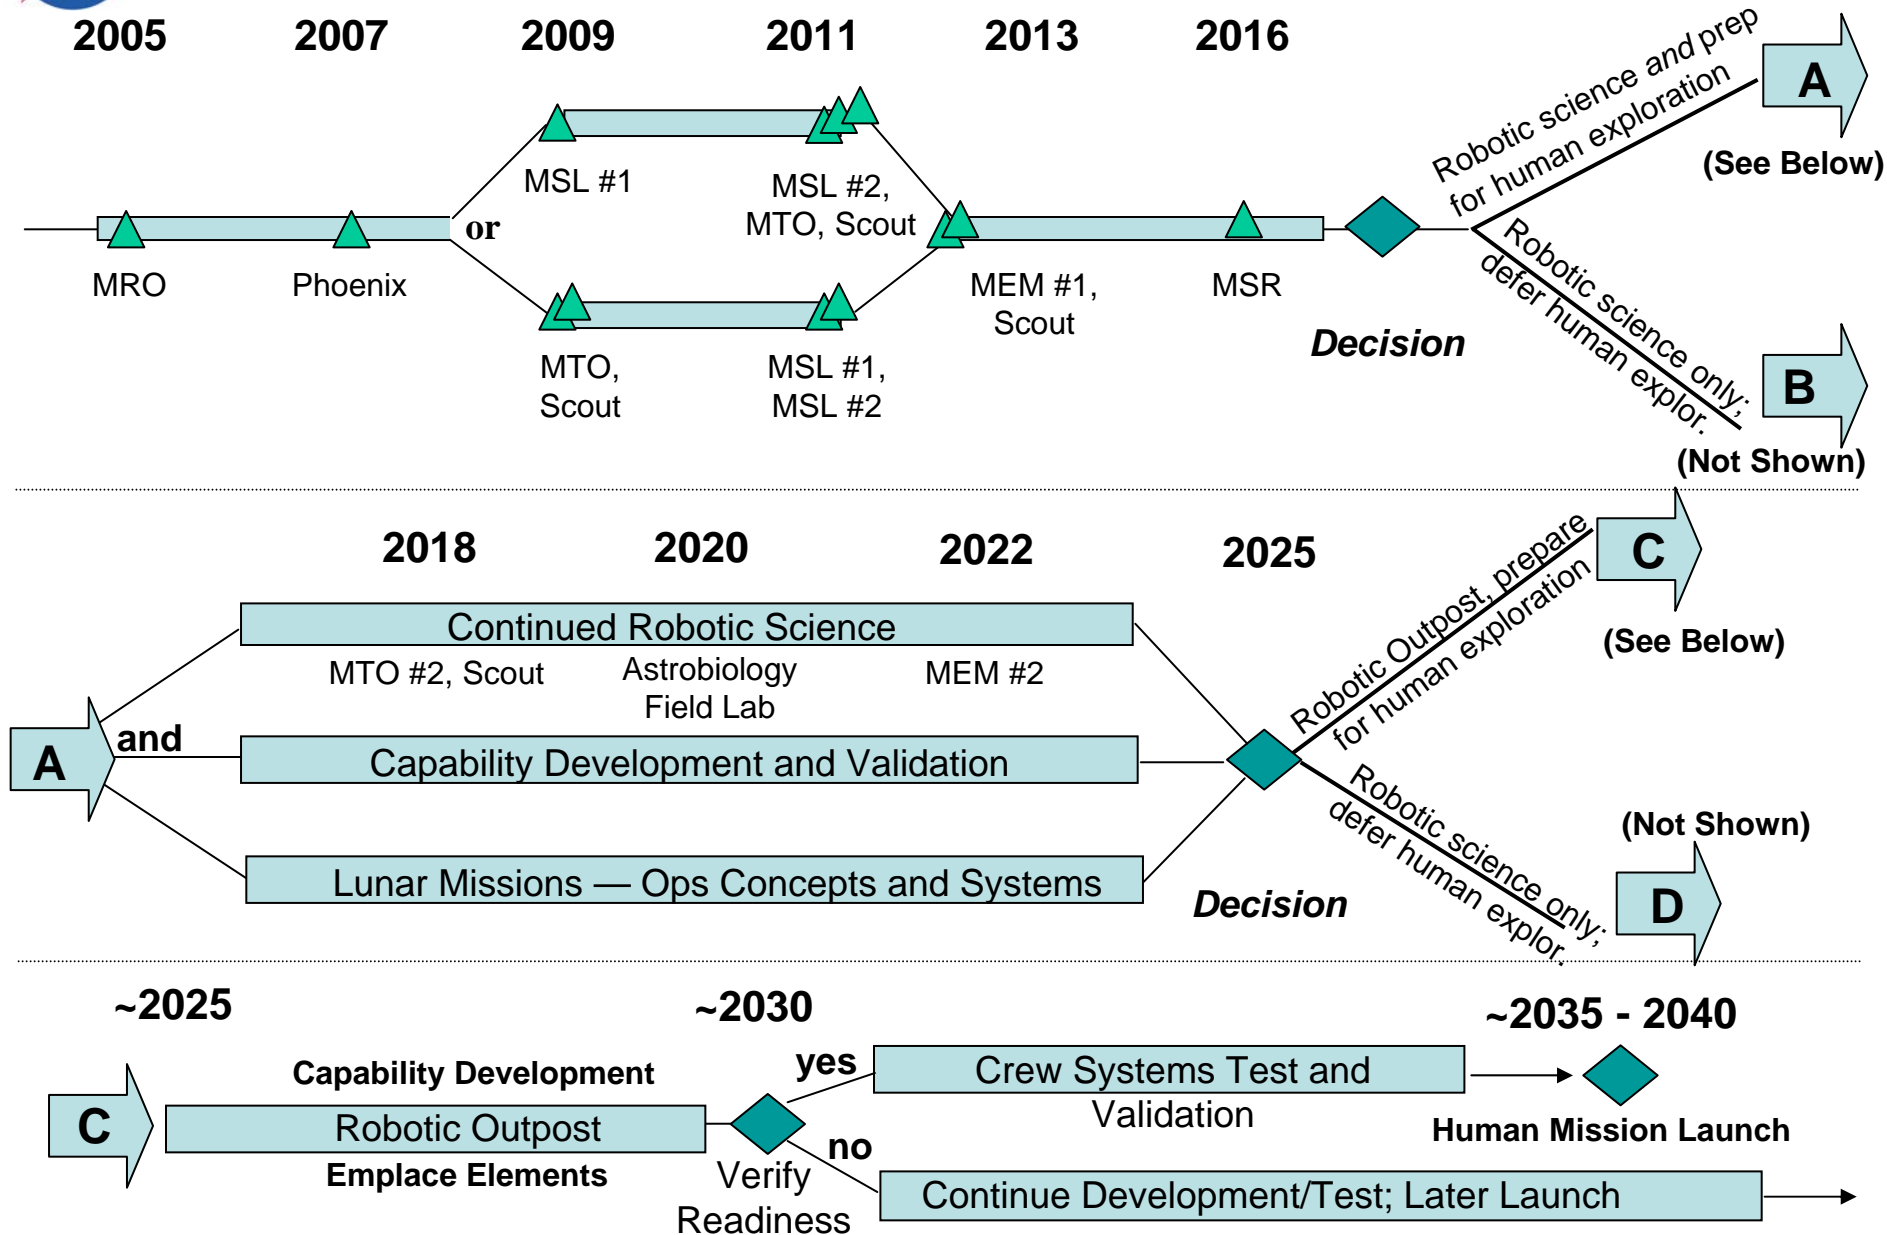 2005 2007 2009 2011 2013 2016
Robotic science and prep
for human exploration
A
(See Below)
MSL #1
MSL #2,
MTO, Scout
or
MRO
Phoenix
MEM #1,
Scout
MSR
MTO,
Scout
MSL #1,
MSL #2
Decision
Robotic science only;
defer human explor.
B
(Not Shown)
2018 2020 2022 2025
Robotic Outpost, prepare
for human exploration
C
(See Below)
Continued Robotic Science
MTO #2, Scout
Astrobiology
Field Lab
MEM #2
A
and
Capability Development and Validation
Lunar Missions — Ops Concepts and Systems
Decision
Robotic science only;
defer human explor.
(Not Shown)
D
~2025 ~2030 ~2035 - 2040
C
Capability Development
Robotic Outpost
Emplace Elements
Verify
Readiness
yes
Crew Systems Test and
Validation
Human Mission Launch
no
Continue Development/Test; Later Launch